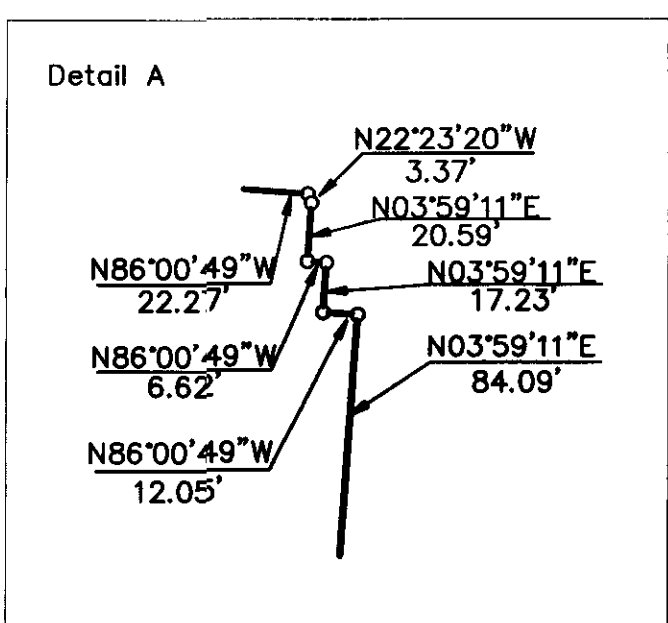 Detail A
N22°23'20"W
3.37'
N03°59'11"E
20.59'
N86°00'49"W
22.27'
N03°59'11"E
17.23'
N86°00'49"W
6.62'
N03°59'11"E
84.09'
N86°00'49"W
12.05'